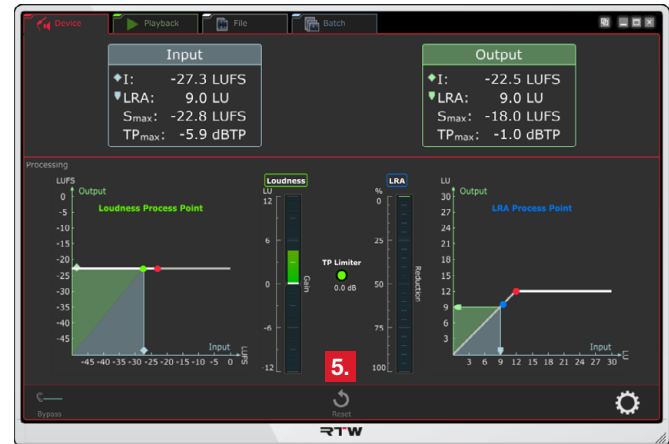 Device Playback File Batch
Input
I: -27.3 LUFS
LRA: 9.0 LU
Smax: -22.8 LUFS
TPmax: -5.9 dBTP
Output
I: -22.5 LUFS
LRA: 9.0 LU
Smax: -18.0 LUFS
TPmax: -1.0 dBTP
Processing
LUFS
Output
Loudness Process Point
0
-5
-10
-15
-20
-25
-30
-35
-40
-45
Input
-45 -40 -35 -30 -25 -20 -15 -10 -5 0
LUFS
Loudness
LU
12
6
0
-6
-12
Gain
TP Limiter
0.0 dB
5.
LRA
%
0
25
50
75
100
Reduction
LU
Output
LRA Process Point
30
27
24
21
18
15
12
9
6
3
Input
3 6 9 12 15 18 21 24 27 30
LU
Bypass
Reset
RTW